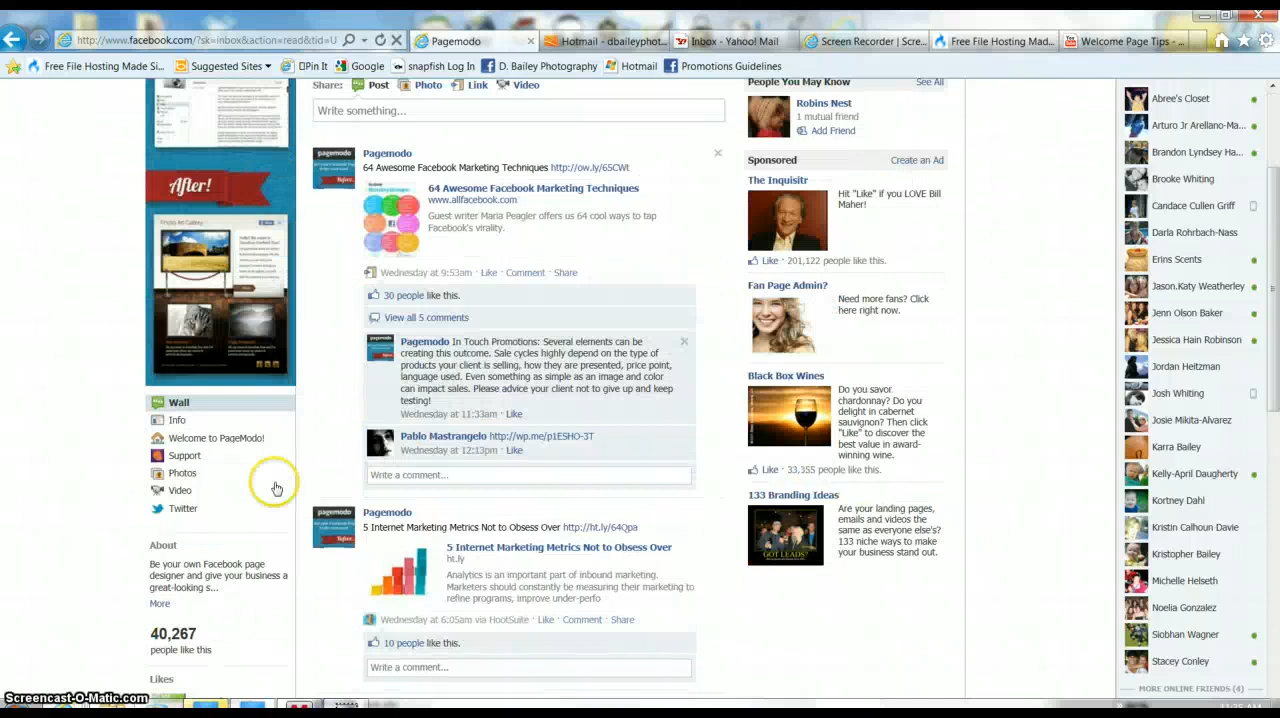 http://www.facebook.com/?sk=inbox&action=read&tid=U
Pagemodo
Hotmail - dbaileyphot...
Inbox - Yahoo! Mail
Screen Recorder | Scre...
Free File Hosting Mad...
Welcome Page Tips - ...
Free File Hosting Made Si...
Suggested Sites
Pin It
Google
snapfish Log In
D. Bailey Photography
Hotmail
Promotions Guidelines
After!
Wall
Info
Welcome to PageModo!
Support
Photos
Video
Twitter
About
Be your own Facebook page
designer and give your business a
great-looking s...
More
40,267
people like this
Likes
Share: Post Photo Link Video
Write something...
pagemodo
Before.
Pagemodo
64 Awesome Facebook Marketing Techniques http://ow.ly/65CWt
64 Awesome Facebook Marketing Techniques
www.allfacebook.com
Guest writer Maria Peagler offers us 64 cool ways to tap
Facebook's virality.
Wednesday at 9:53am · Like · Comment · Share
30 people like this.
View all 5 comments
Pagemodo In Touch Promotions: Several elements can be
creating this outcome. Sale cycles highly depend on the type of
products your client is selling, how they are presented, price point,
language used. Even something as simple as an image and color
can impact sales. Please advice your client not to give up and keep
testing!
Wednesday at 11:33am · Like
Pablo Mastrangelo http://wp.me/p1ESHO-3T
Wednesday at 12:13pm · Like
Write a comment...
pagemodo
Before.
Pagemodo
5 Internet Marketing Metrics Not to Obsess Over http://ht.ly/64Qpa
5 Internet Marketing Metrics Not to Obsess Over
ht.ly
Analytics is an important part of inbound marketing.
Marketers should constantly be measuring their marketing to
refine programs, improve under-perfo
Wednesday at 6:05am via HootSuite · Like · Comment · Share
10 people like this.
Write a comment...
People You May Know
See All
Robins Nest
1 mutual friend
Add Friend
Sponsored
Create an Ad
The Inquisitr
Hit "Like" if you LOVE Bill
Maher!
Like · 201,122 people like this.
Fan Page Admin?
Need more fans? Click
here right now.
Black Box Wines
Do you savor
chardonnay? Do you
delight in cabernet
sauvignon? Then click
"Like" to discover the
best value in award-
winning wine.
Like · 33,355 people like this.
133 Branding Ideas
GOT LEADS?
Are your landing pages,
emails and videos the
same as everyone else's?
133 niche ways to make
your business stand out.
Abree's Closet
Arturo Jr Arellano-Ma...
Brandon Lyndsey Ha...
Brooke Whiting
Candace Cullen Griff
Darla Rohrbach-Nass
Erins Scents
Jason.Katy Weatherley
Jenn Olson Baker
Jessica Hain Robinson
Jordan Heitzman
Josh Whiting
Josie Mikita-Alvarez
Karra Bailey
Kelly-April Daugherty
Kortney Dahl
Kristin Calhoun Davie
Kristopher Bailey
Michelle Helseth
Noelia Gonzalez
Siobhan Wagner
Stacey Conley
MORE ONLINE FRIENDS (4)
Screencast-O-Matic.com